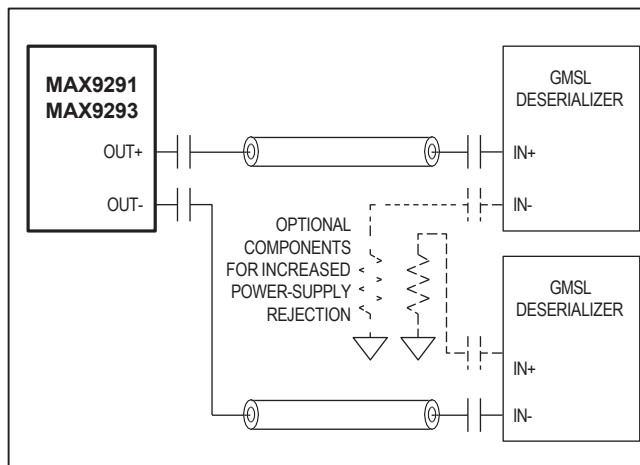 MAX9291
MAX9293
OUT+
OUT-
GMSL
DESERIALIZER
IN+
IN-
OPTIONAL
COMPONENTS
FOR INCREASED
POWER-SUPPLY
REJECTION
GMSL
DESERIALIZER
IN+
IN-